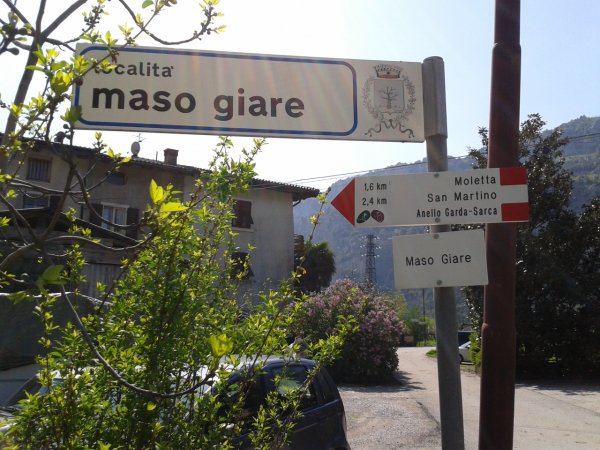 località
maso giare
1,6 km Moletta
2,4 km San Martino
Anello Garda-Sarca
Maso Giare